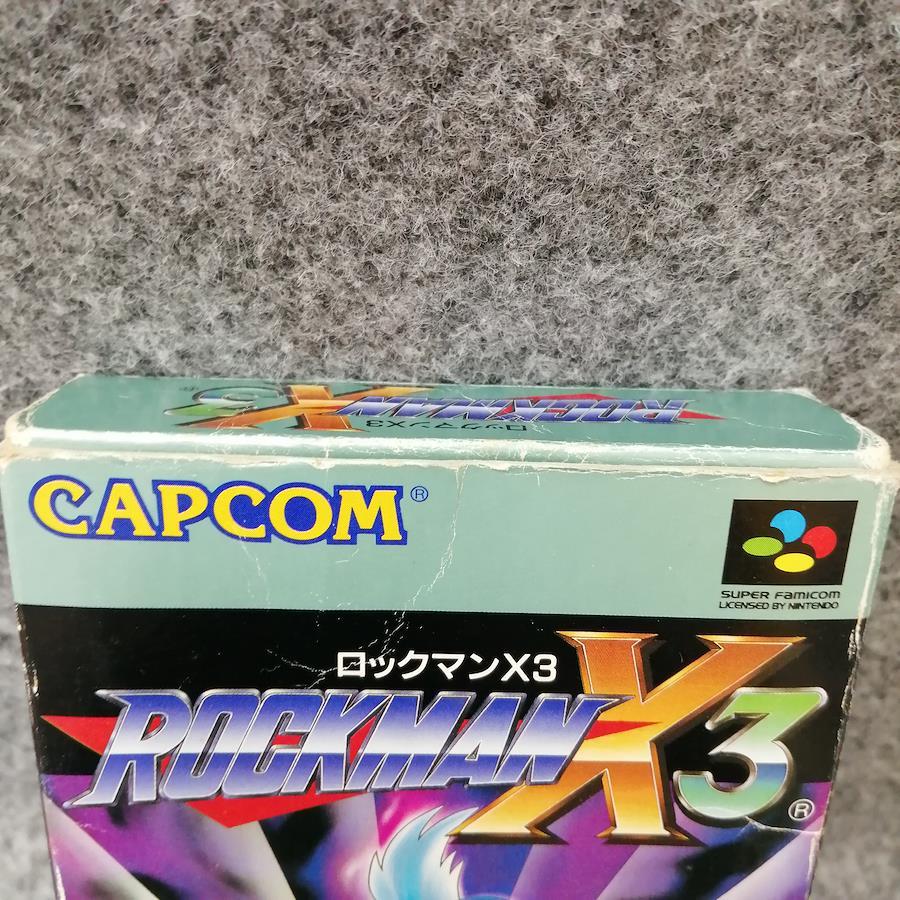 ROCKMAN X3®
ロックマンX3
CAPCOM®
SUPER FAMICOM
LICENSED BY NINTENDO
ロックマンX3
ROCKMAN X3®